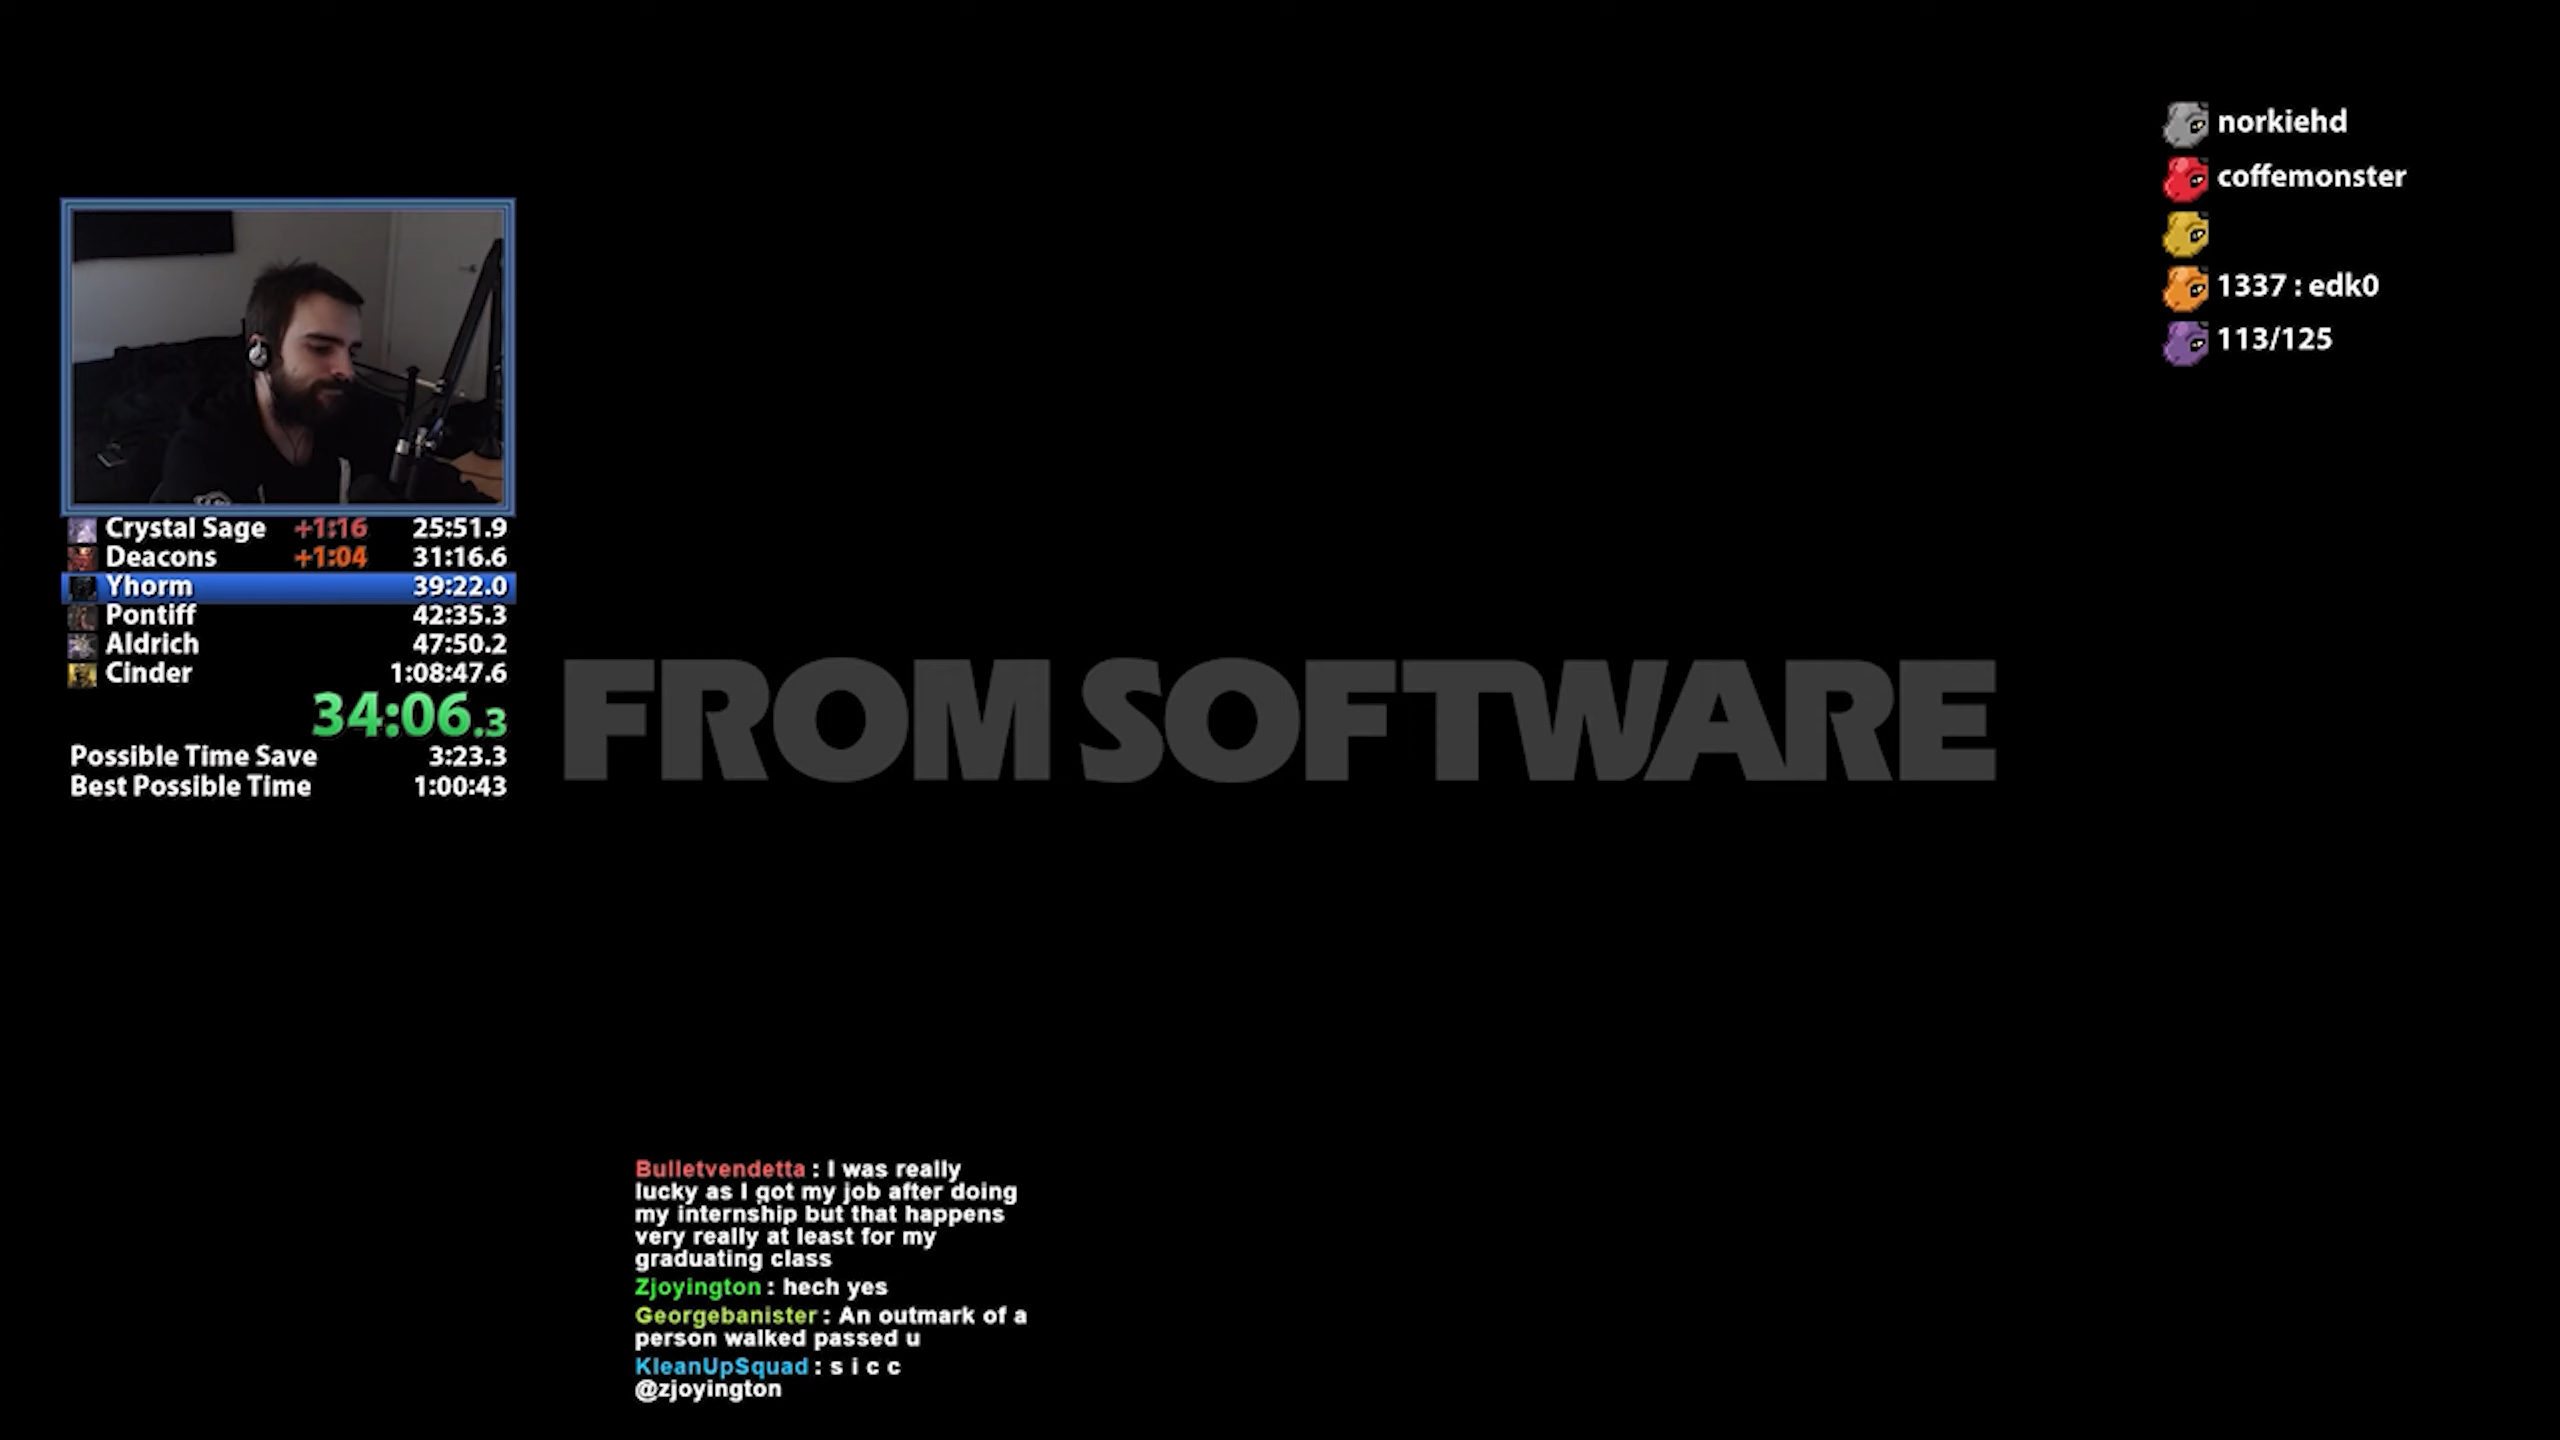 norkiehd
coffemonster
1337 : edk0
113/125
Crystal Sage +1:16 25:51.9
Deacons +1:04 31:16.6
Yhorm 39:22.0
Pontiff 42:35.3
Aldrich 47:50.2
Cinder 1:08:47.6
34:06.3
Possible Time Save 3:23.3
Best Possible Time 1:00:43
FROM SOFTWARE
Bulletvendetta : I was really
lucky as I got my job after doing
my internship but that happens
very really at least for my
graduating class
Zjoyington : hech yes
Georgebanister : An outmark of a
person walked passed u
KleanUpSquad : s i c c
@zjoyington